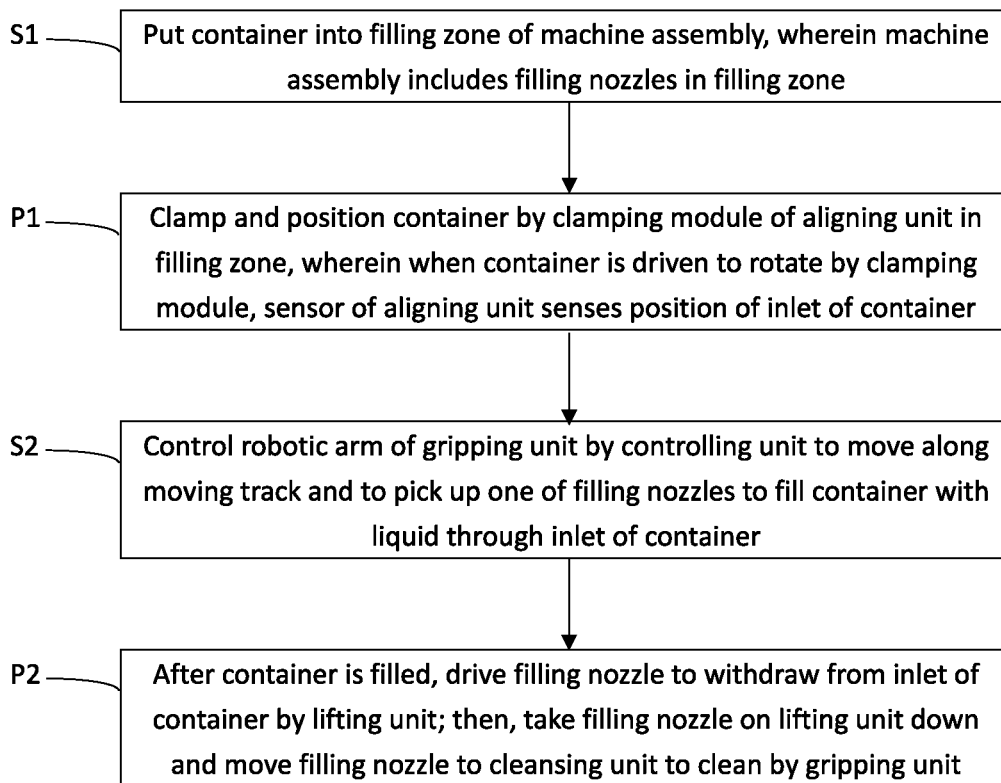 S1
Put container into filling zone of machine assembly, wherein machine
assembly includes filling nozzles in filling zone
P1
Clamp and position container by clamping module of aligning unit in
filling zone, wherein when container is driven to rotate by clamping
module, sensor of aligning unit senses position of inlet of container
S2
Control robotic arm of gripping unit by controlling unit to move along
moving track and to pick up one of filling nozzles to fill container with
liquid through inlet of container
P2
After container is filled, drive filling nozzle to withdraw from inlet of
container by lifting unit; then, take filling nozzle on lifting unit down
and move filling nozzle to cleansing unit to clean by gripping unit